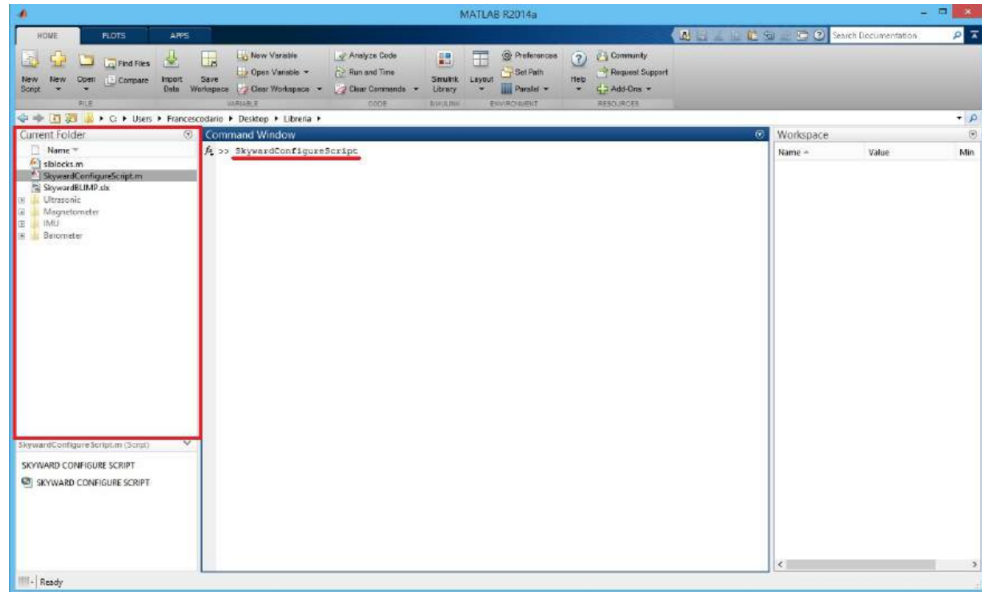 MATLAB R2014a
HOME PLOTS APPS
Search Documentation
New Script
New
Open
Find Files
Compare
Import Data
Save Workspace
New Variable
Open Variable
Clear Workspace
Analyze Code
Run and Time
Clear Commands
Simulink Library
Layout
Preferences
Set Path
Parallel
Help
Community
Request Support
Add-Ons
FILE VARIABLE CODE SIMULINK ENVIRONMENT RESOURCES
C: Users Francescodario Desktop Libreria
Current Folder
Name
slblocks.m
SkywardConfigureScript.m
SkywardBLIMP.slx
Ultrasonic
Magnetometer
IMU
Barometer
SkywardConfigureScript.m (Script)
SKYWARD CONFIGURE SCRIPT
SKYWARD CONFIGURE SCRIPT
Command Window
fx >> SkywardConfigureScript
Workspace
Name Value Min
Ready